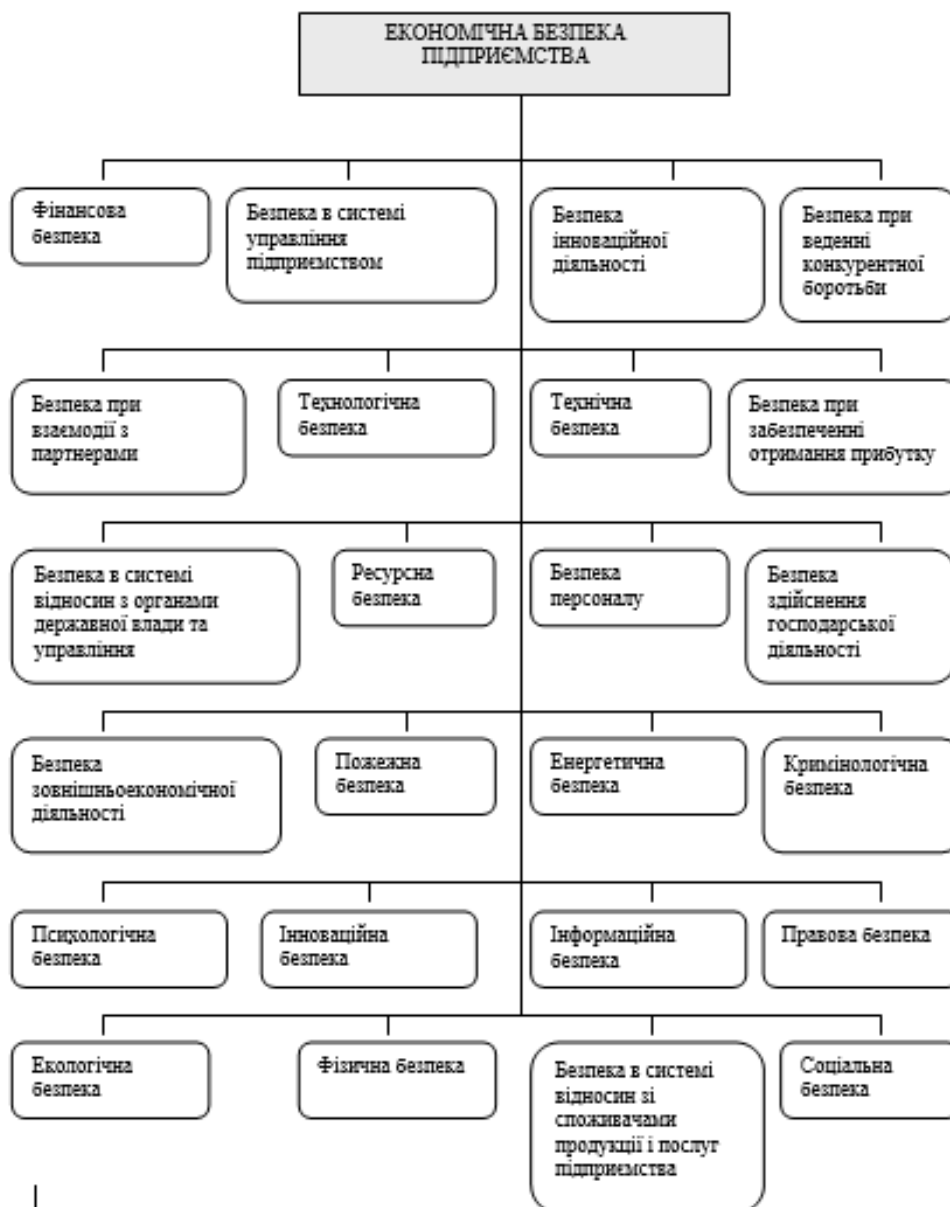 ЕКОНОМІЧНА БЕЗПЕКА
ПІДПРИЄМСТВА
Фінансова
безпека
Безпека в системі
управління
підприємством
Безпека
інноваційної
діяльності
Безпека при
веденні
конкурентної
боротьби
Безпека при
взаємодії з
партнерами
Технологічна
безпека
Технічна
безпека
Безпека при
забезпеченні
отримання прибутку
Безпека в системі
відносин з органами
державної влади та
управління
Ресурсна
безпека
Безпека
персоналу
Безпека
здійснення
господарської
діяльності
Безпека
зовнішньоекономічної
діяльності
Пожежна
безпека
Енергетична
безпека
Кримінологічна
безпека
Психологічна
безпека
Інноваційна
безпека
Інформаційна
безпека
Правова безпека
Екологічна
безпека
Фізична безпека
Безпека в системі
відносин зі
споживачами
продукції і послуг
підприємства
Соціальна
безпека